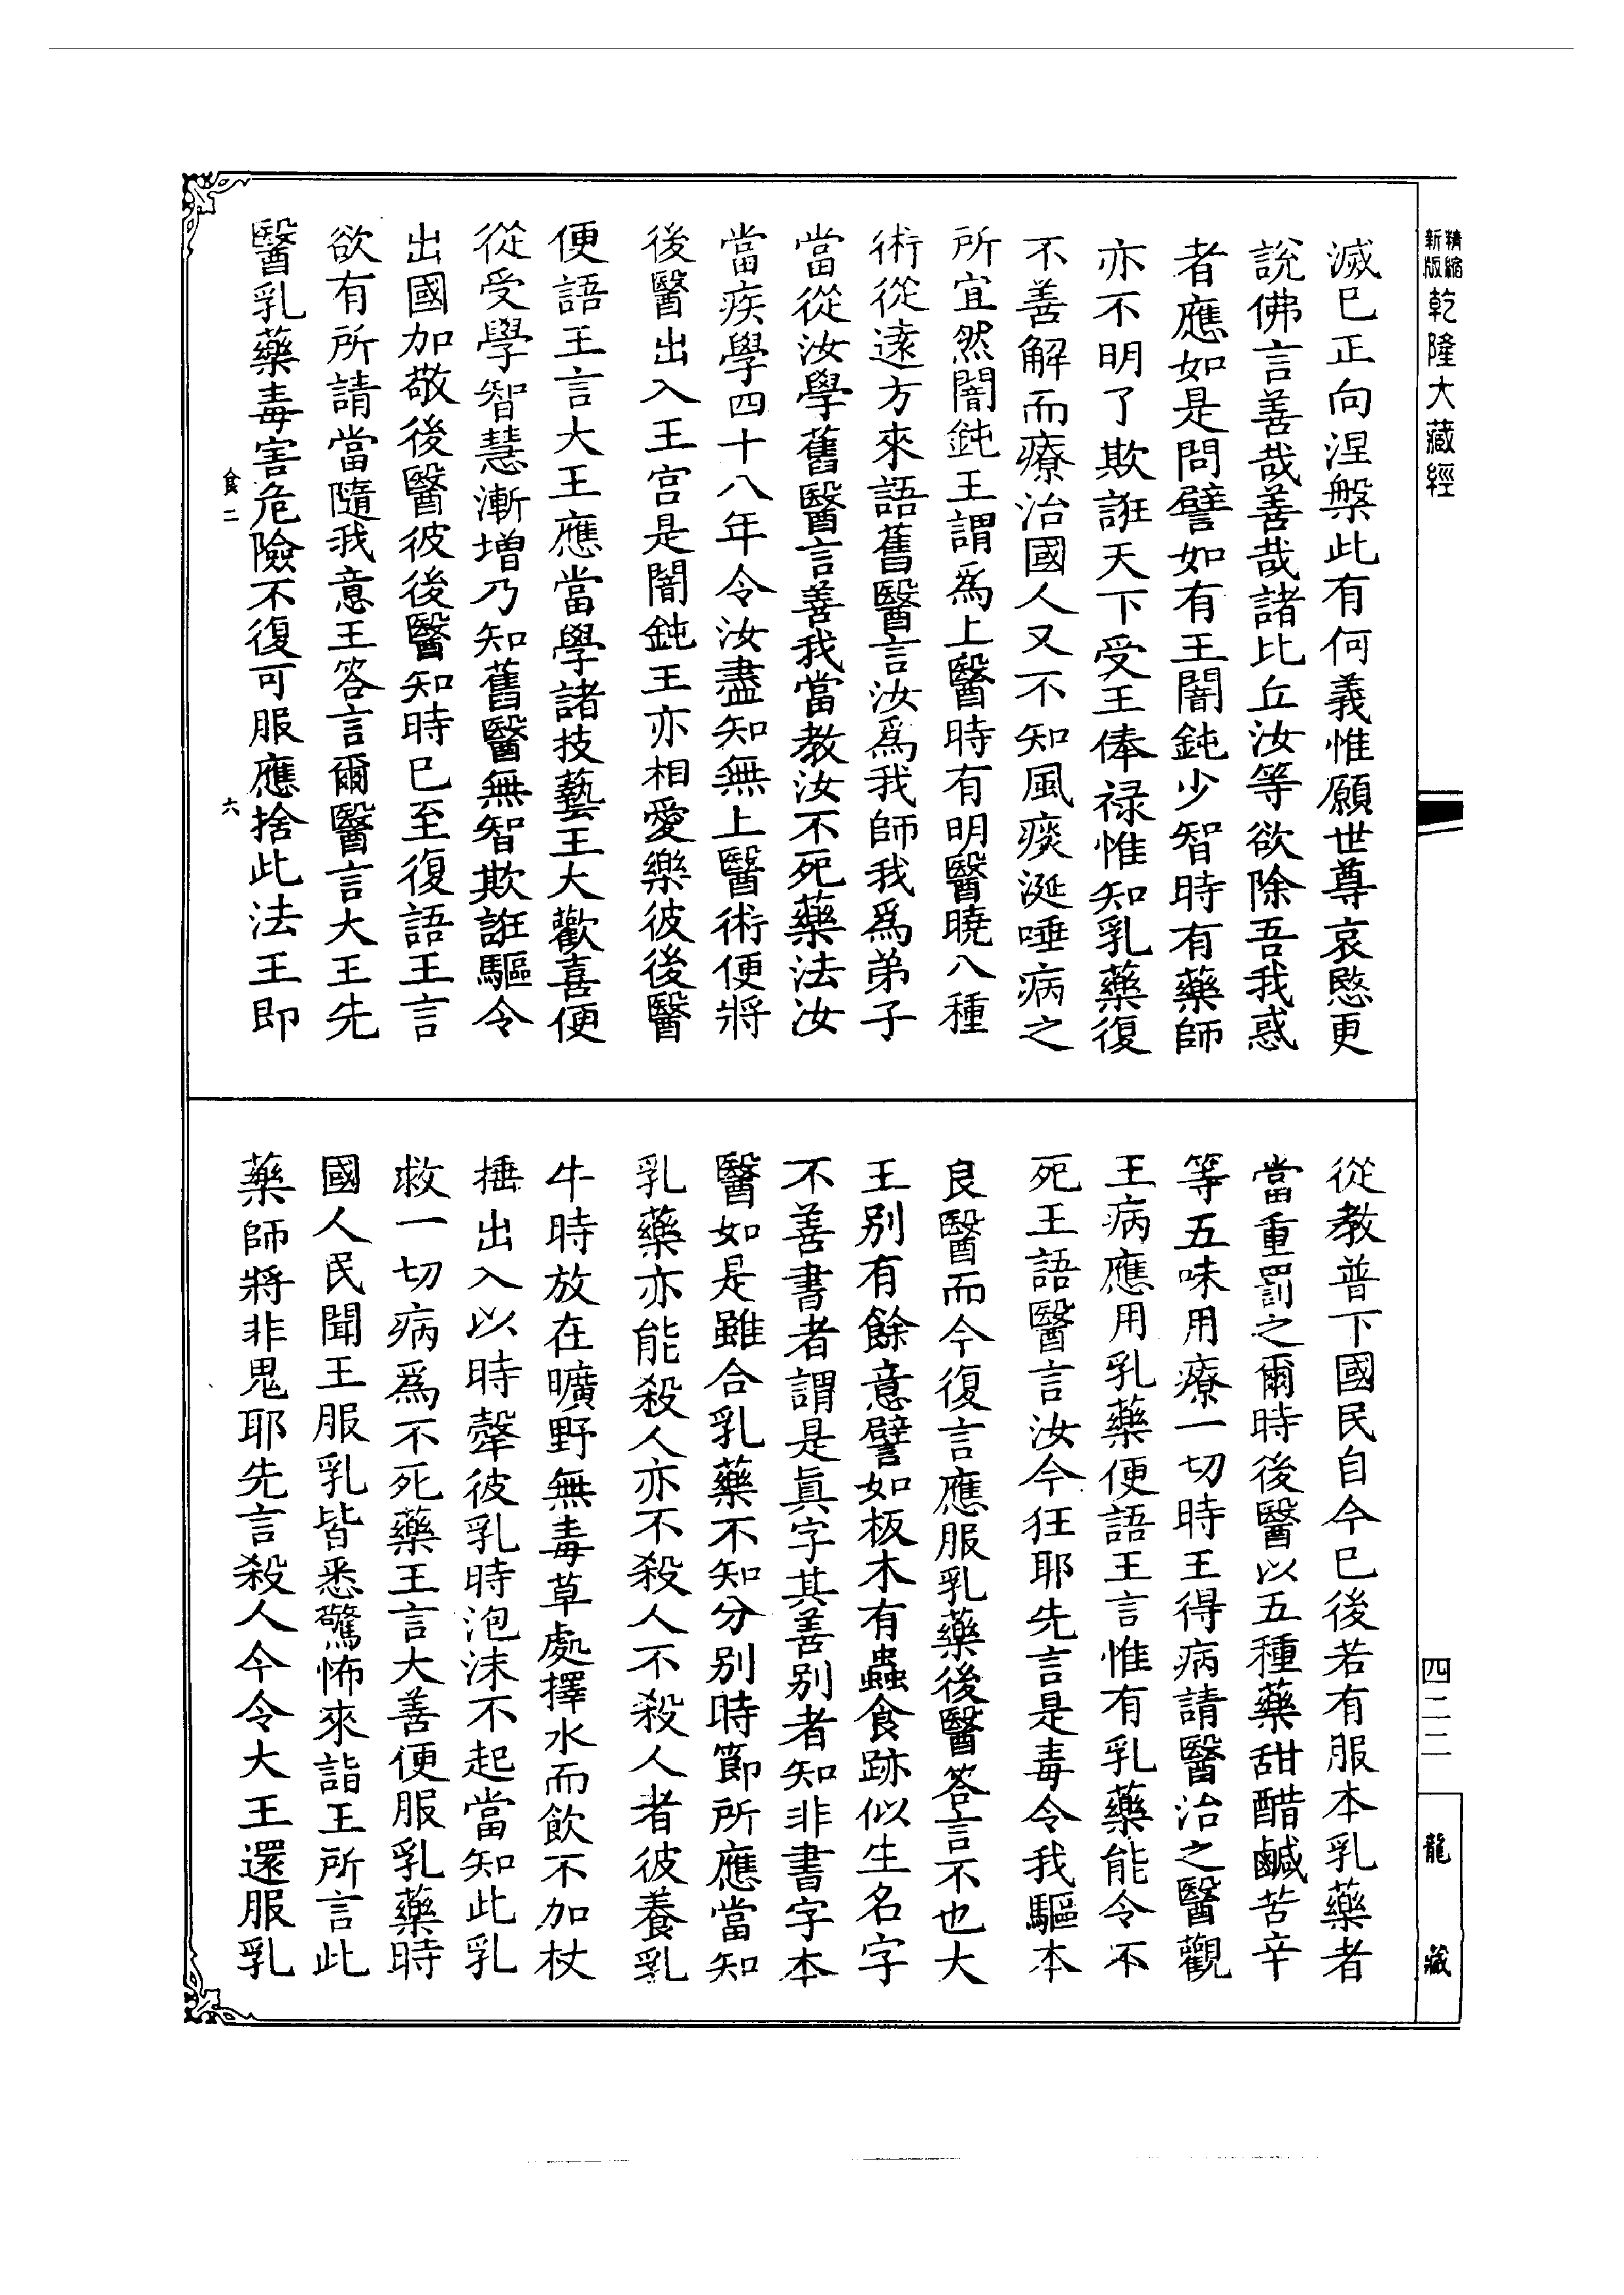 精縮新版乾隆大藏經
滅已正向涅槃此有何義惟願世尊哀愍更
說佛言善哉善哉諸比丘汝等欲除吾我惑
者應如是問譬如有王闇鈍少智時有藥師
亦不明了欺誑天下受王俸祿惟知乳藥復
不善解而療治國人又不知風痰涎唾病之
所宜然闇鈍王謂爲上醫時有明醫曉八種
術從遠方來語舊醫言汝爲我師我爲弟子
當從汝學舊醫言善我當教汝不死藥法汝
當疾學四十八年令汝盡知無上醫術便將
後醫出入王宮是闇鈍王亦相愛樂彼後醫
便語王言大王應當學諸技藝王大歡喜便
從受學智慧漸增乃知舊醫無智欺誑驅令
出國加敬後醫彼後醫知時已至復語王言
欲有所請當隨我意王答言爾醫言大王先
醫乳藥毒害危險不復可服應捨此法王即
食二
六
從教普下國民自今已後若有服本乳藥者
當重罰之爾時後醫以五種藥甜醋鹹苦辛
等五味用療一切時王得病請醫治之醫觀
王病應用乳藥便語王言惟有乳藥能令不
死王語醫言汝今狂耶先言是毒令我驅本
良醫而今復言應服乳藥後醫答言不也大
王別有餘意譬如板木有蟲食跡似生名字
不善書者謂是眞字其善別者知非書字本
醫如是雖合乳藥不知分別時節所應當知
乳藥亦能殺人亦不殺人不殺人者彼養乳
牛時放在曠野無毒草處擇水而飲不加杖
捶出入以時犛彼乳時泡沫不起當知此乳
救一切病爲不死藥王言大善便服乳藥時
國人民聞王服乳皆悉驚怖來詣王所言此
藥師將非鬼耶先言殺人今令大王還服乳
四二二
龍藏